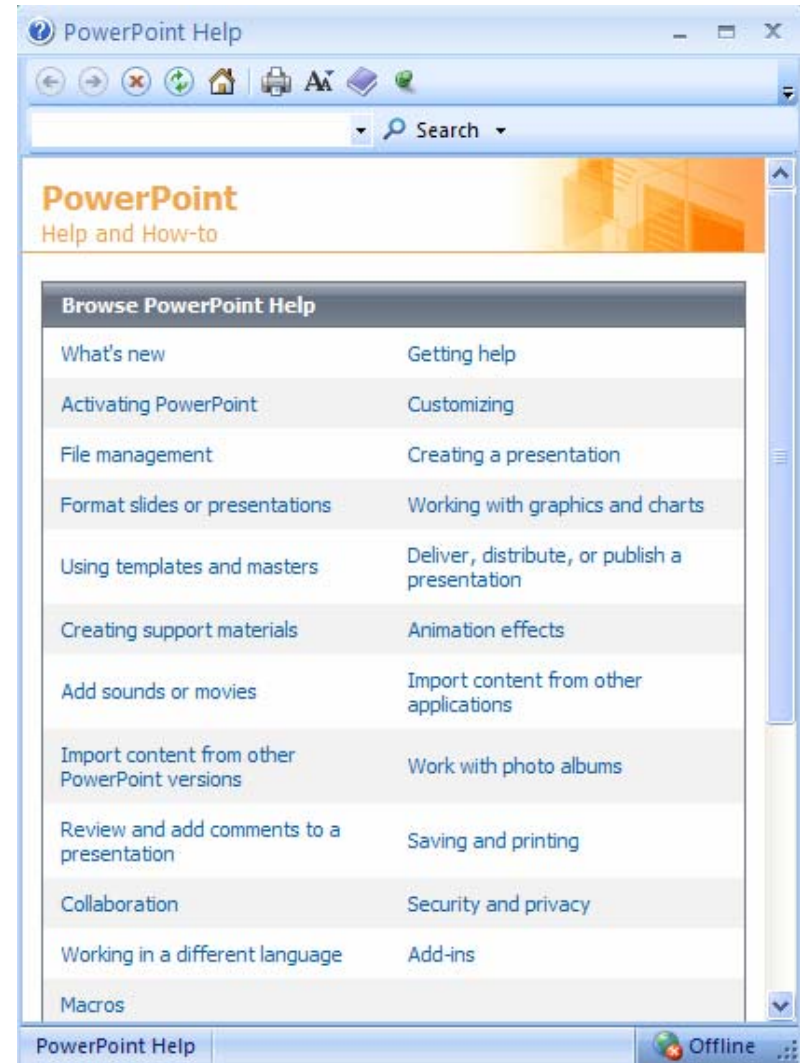 PowerPoint Help
Search
PowerPoint
Help and How-to
Browse PowerPoint Help
What's new
Getting help
Activating PowerPoint
Customizing
File management
Creating a presentation
Format slides or presentations
Working with graphics and charts
Using templates and masters
Deliver, distribute, or publish a
presentation
Creating support materials
Animation effects
Add sounds or movies
Import content from other
applications
Import content from other
PowerPoint versions
Work with photo albums
Review and add comments to a
presentation
Saving and printing
Collaboration
Security and privacy
Working in a different language
Add-ins
Macros
PowerPoint Help
Offline